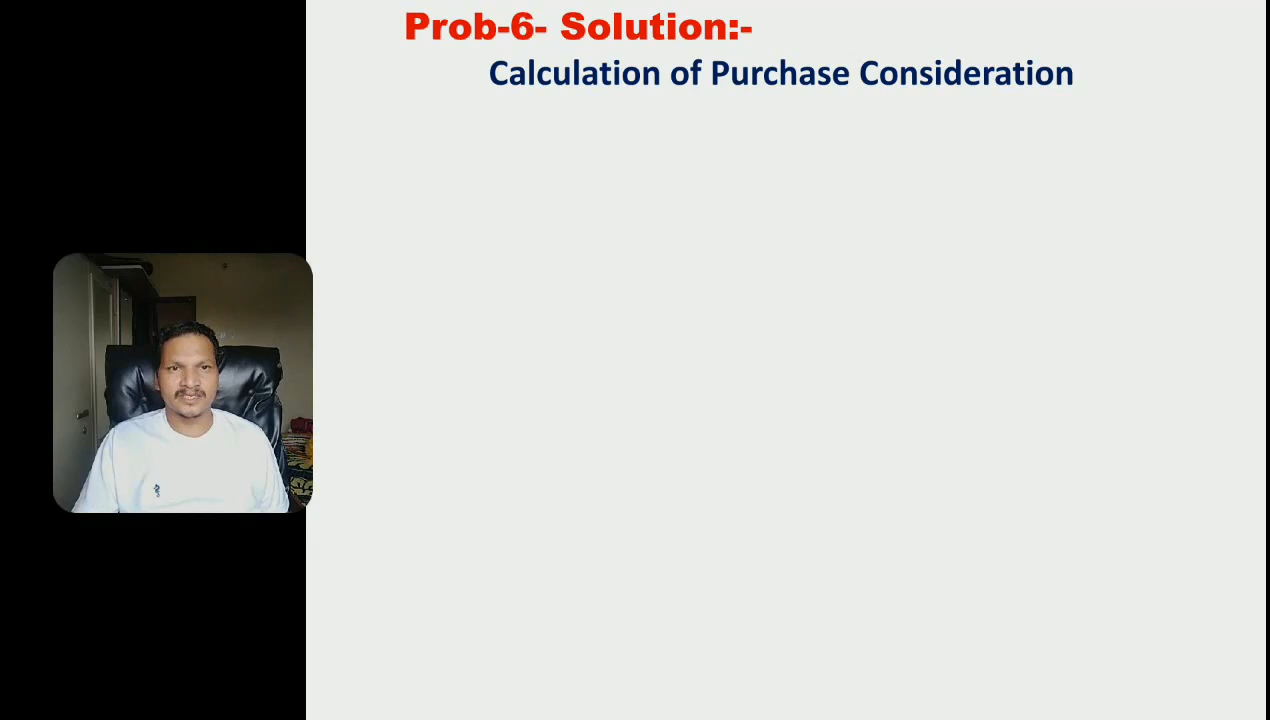 Prob-6- Solution:-
Calculation of Purchase Consideration